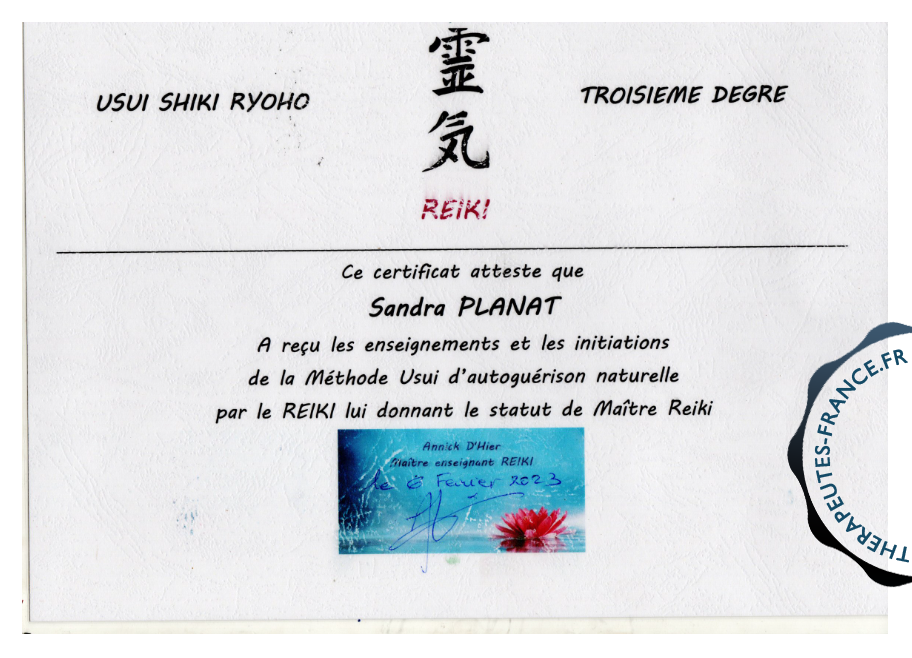 USUI SHIKI RYOHO
靈
気
TROISIEME DEGRE
REIKI
Ce certificat atteste que
Sandra PLANAT
A reçu les enseignements et les initiations
de la Méthode Usui d'autoguérison naturelle
par le REIKI lui donnant le statut de Maître Reiki
Annick D'Hier
Maître enseignant REIKI
le 6 Fevrier 2023
THERAPEUTES-FRANCE.FR